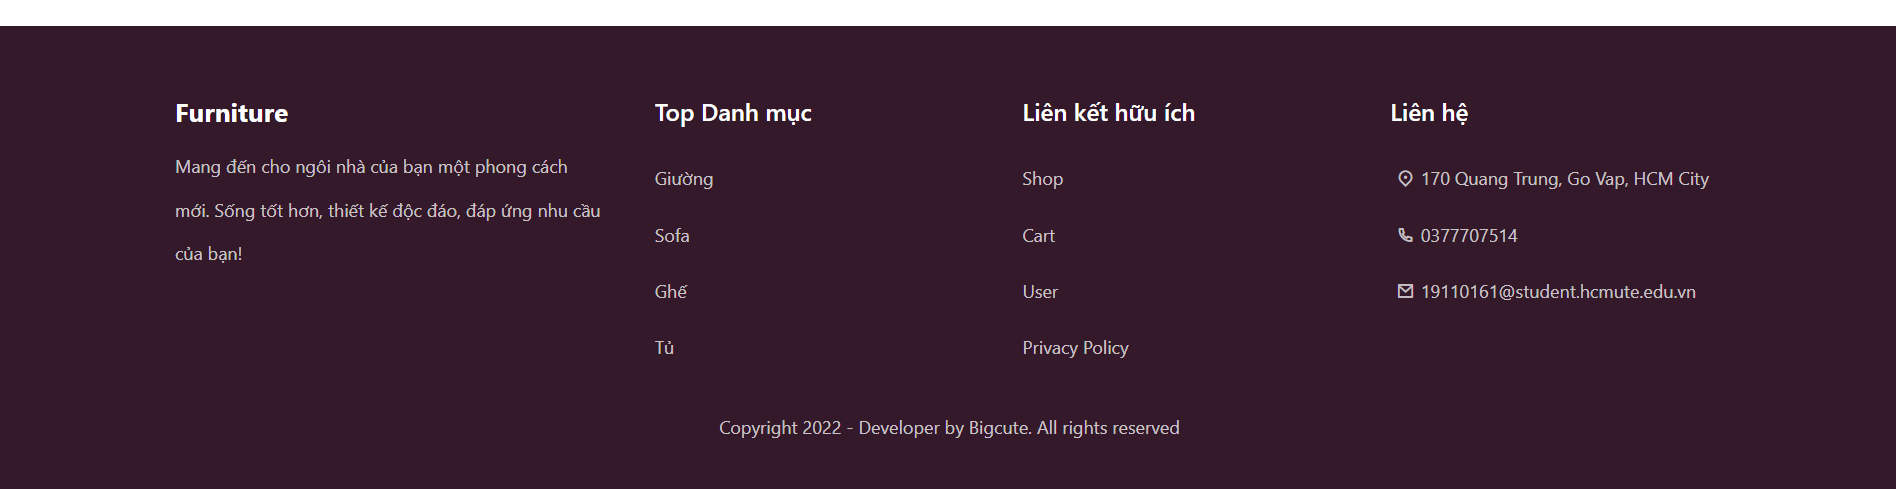 Furniture
Mang đến cho ngôi nhà của bạn một phong cách
mới. Sống tốt hơn, thiết kế độc đáo, đáp ứng nhu cầu
của bạn!
Top Danh mục
Giường
Sofa
Ghế
Tủ
Liên kết hữu ích
Shop
Cart
User
Privacy Policy
Liên hệ
170 Quang Trung, Go Vap, HCM City
0377707514
19110161@student.hcmute.edu.vn
Copyright 2022 - Developer by Bigcute. All rights reserved